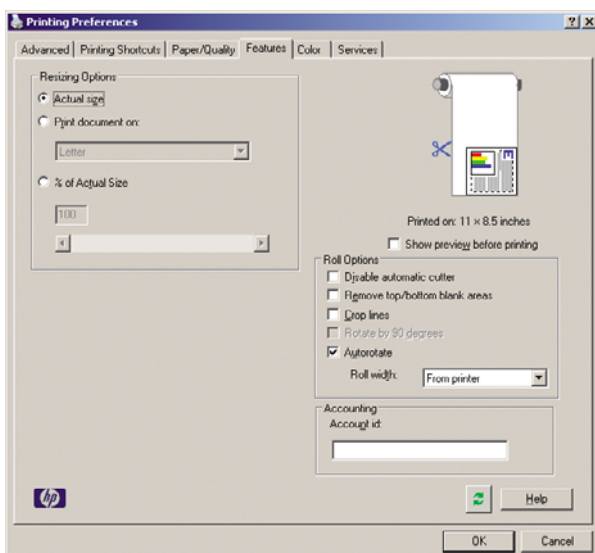 Printing Preferences
Advanced Printing Shortcuts Paper/Quality Features Color Services
Resizing Options
Actual size
Print document on:
Letter
% of Actual Size
100
Printed on: 11 × 8.5 inches
Show preview before printing
Roll Options
Disable automatic cutter
Remove top/bottom blank areas
Crop lines
Rotate by 90 degrees
Autorotate
Roll width: From printer
Accounting
Account id:
hp
Help
OK Cancel